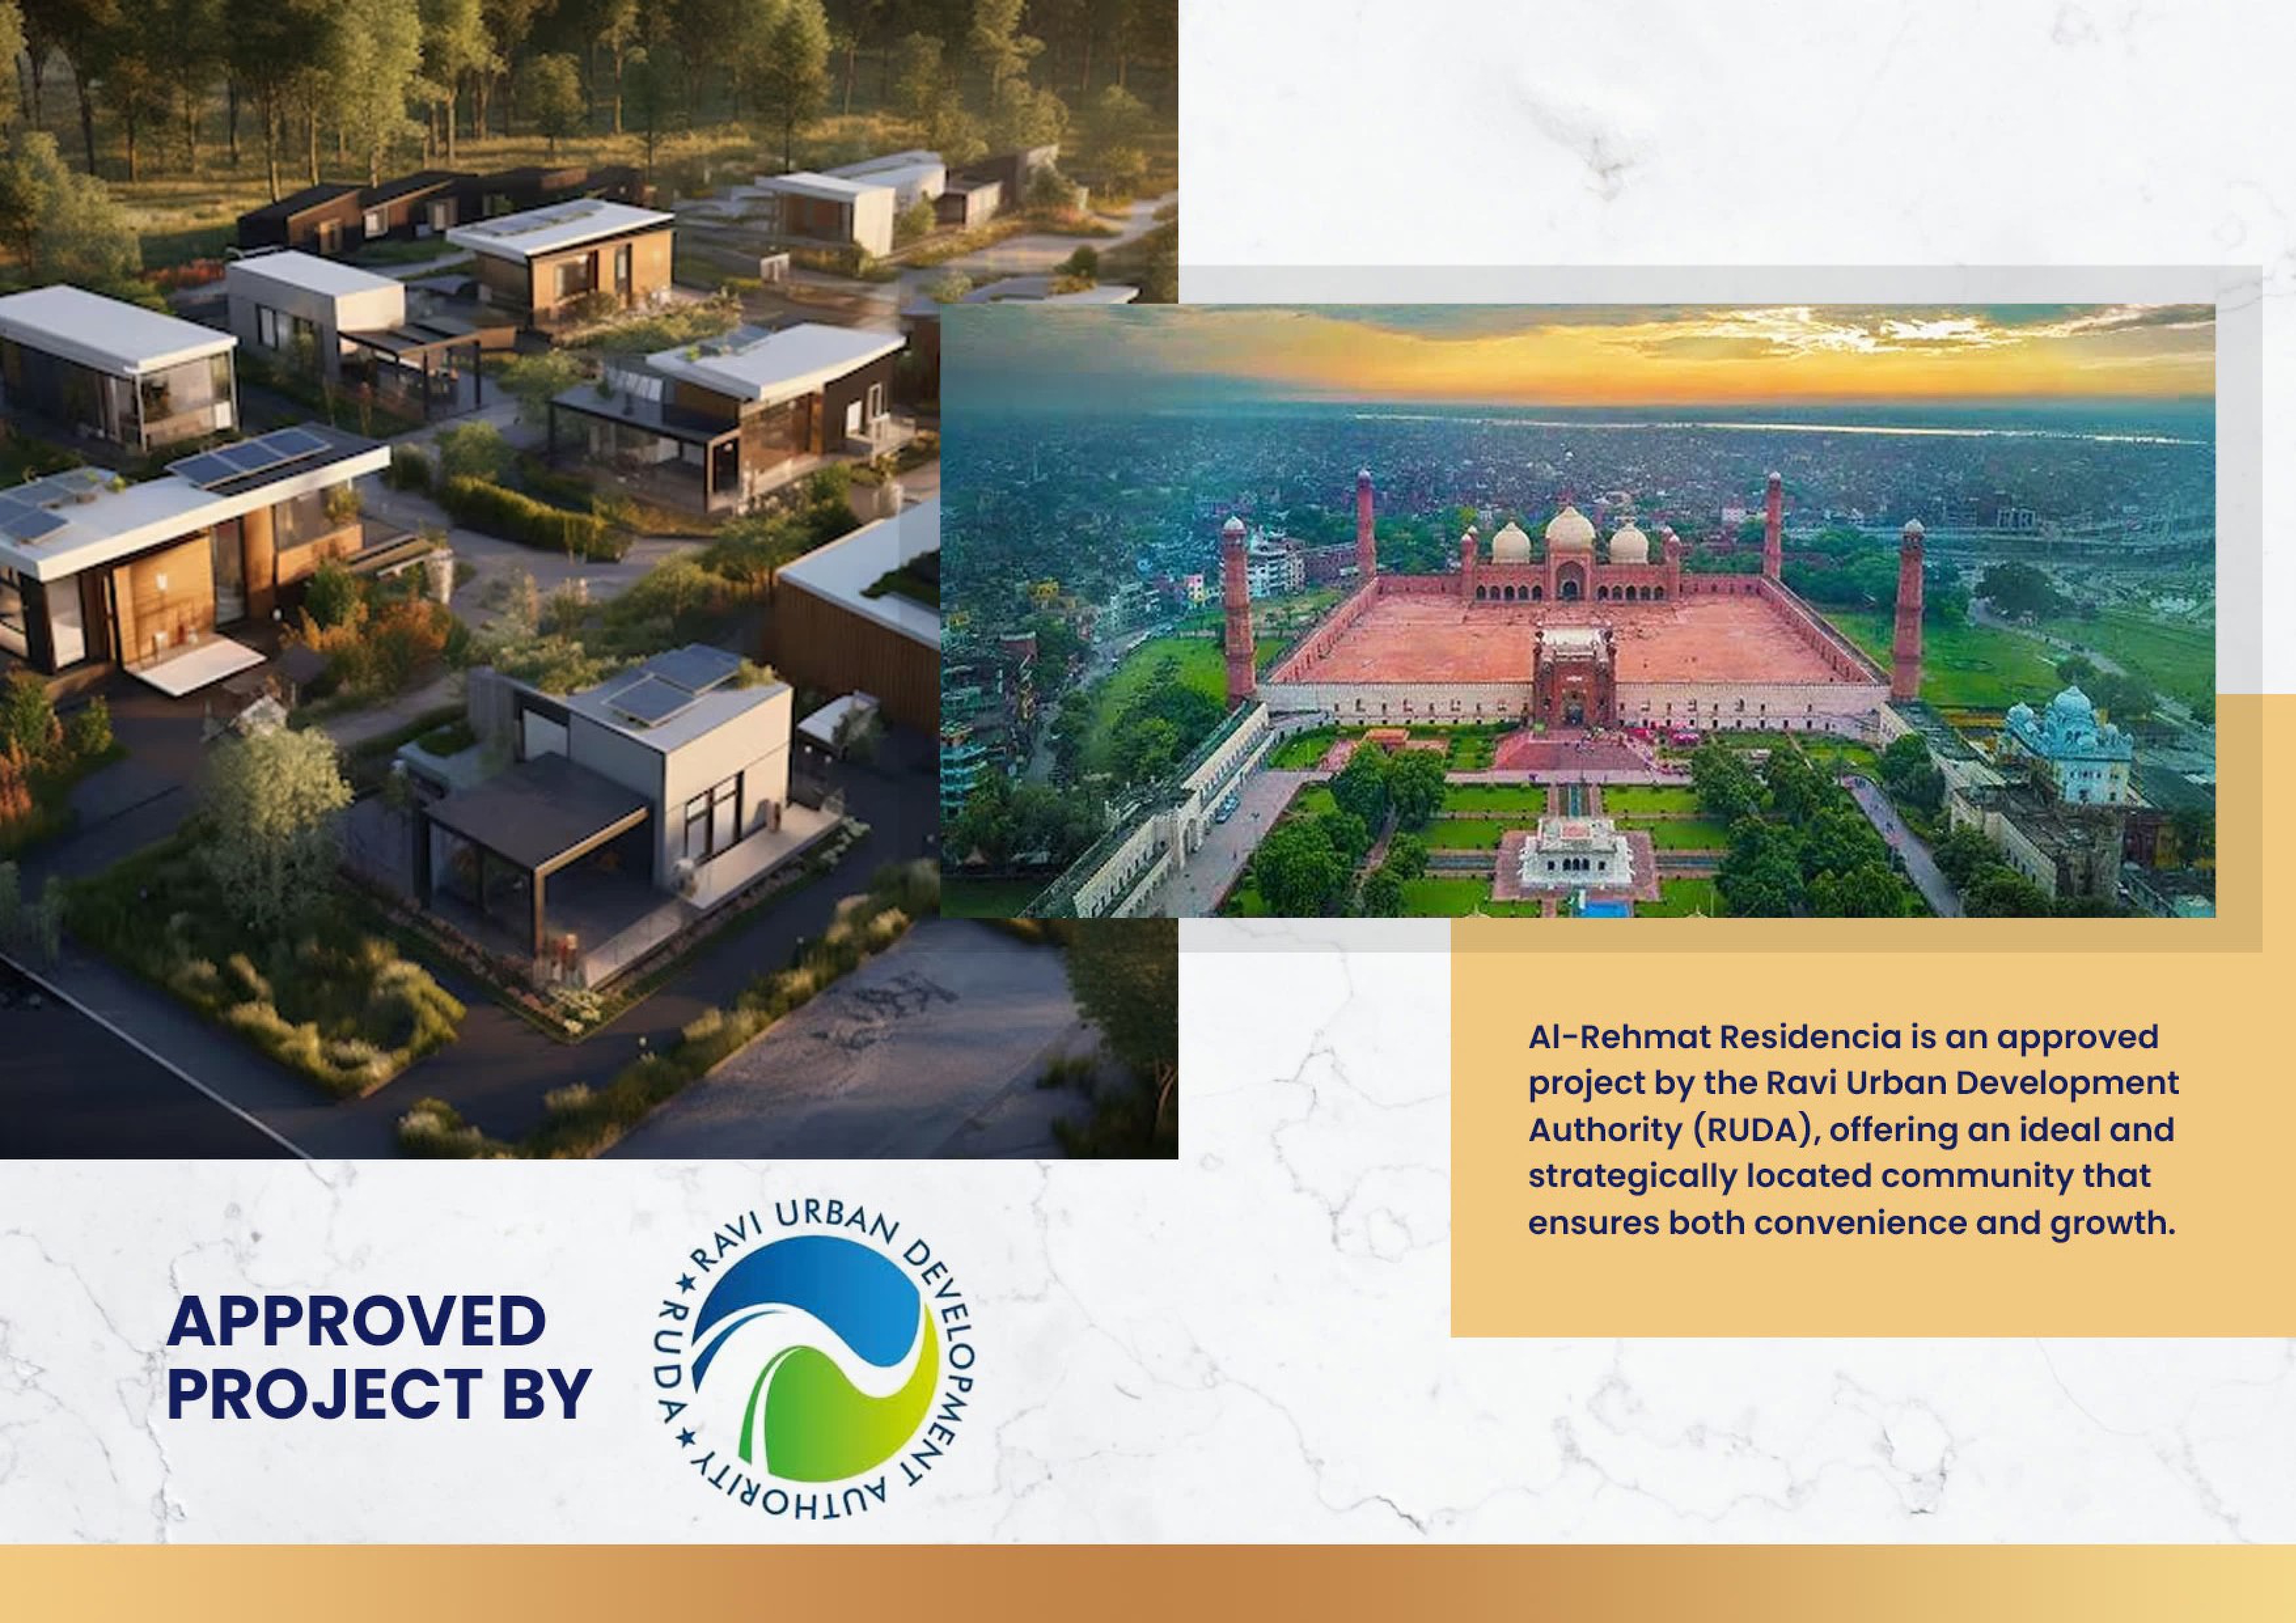 Al-Rehmat Residencia is an approved
project by the Ravi Urban Development
Authority (RUDA), offering an ideal and
strategically located community that
ensures both convenience and growth.
APPROVED
PROJECT BY
★ RAVI URBAN DEVELOPMENT AUTHORITY ★ RUDA